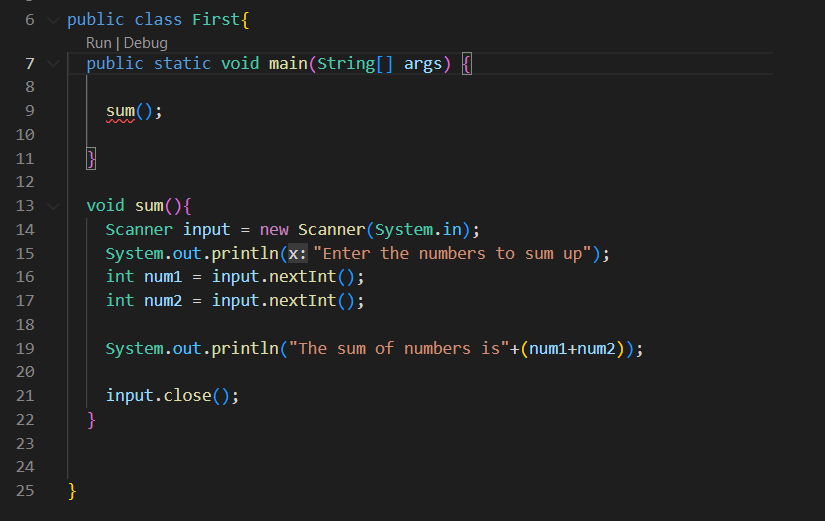 6 public class First{
Run | Debug
7 public static void main(String[] args) {
8
9 sum();
10
11 }
12
13 void sum(){
14 Scanner input = new Scanner(System.in);
15 System.out.println(x: "Enter the numbers to sum up");
16 int num1 = input.nextInt();
17 int num2 = input.nextInt();
18
19 System.out.println("The sum of numbers is"+(num1+num2));
20
21 input.close();
22 }
23
24
25 }